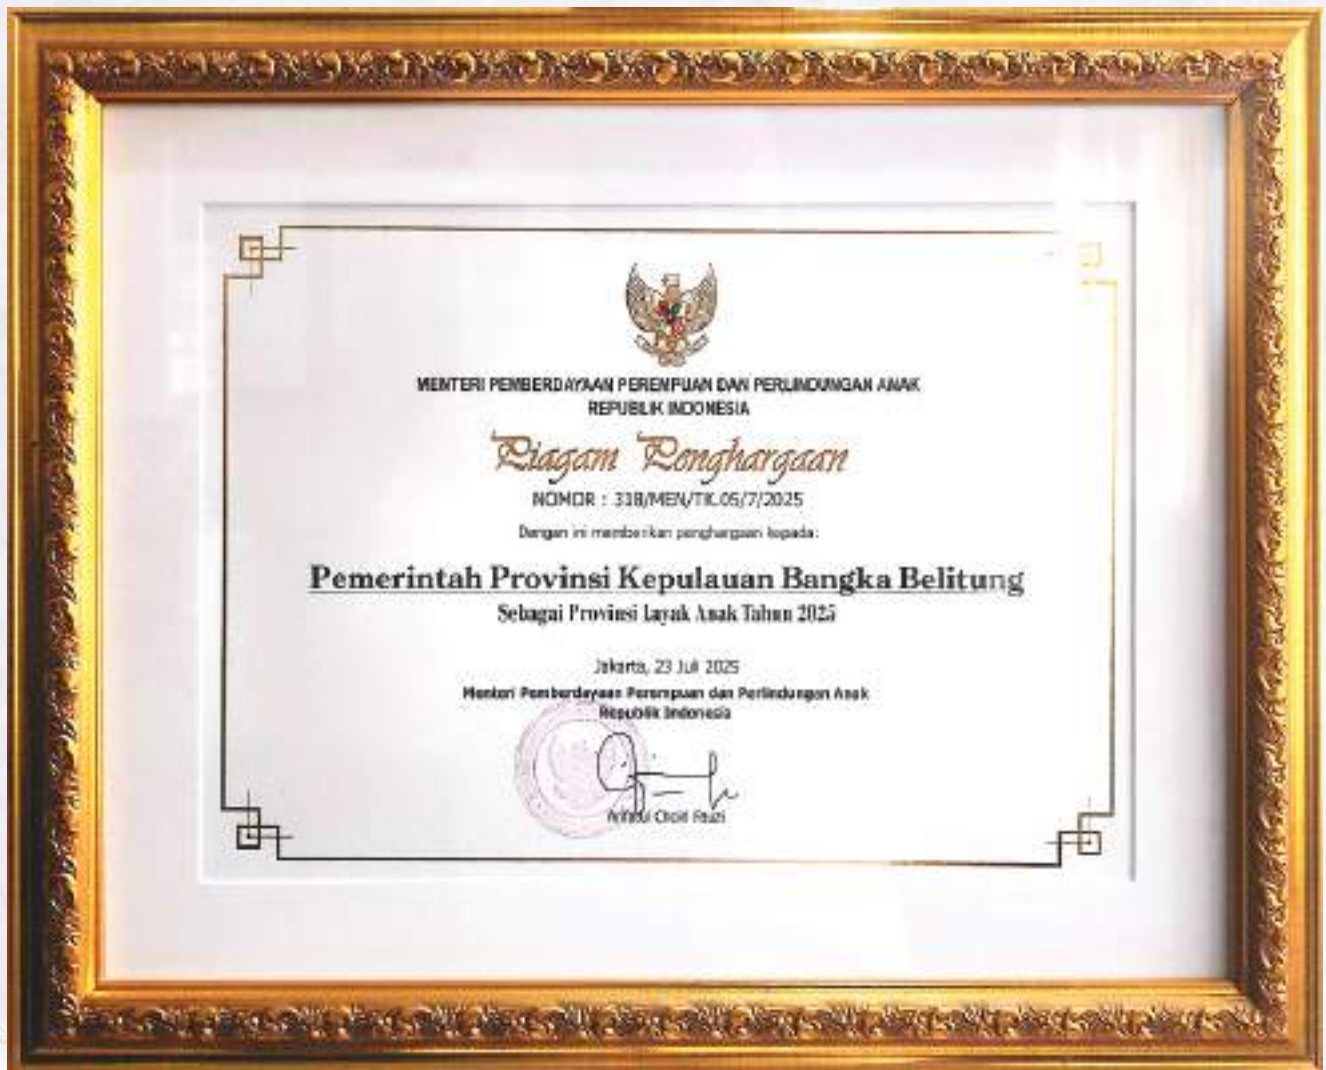 MENTERI PEMBERDAYAAN PEREMPUAN DAN PERLINDUNGAN ANAK
REPUBLIK INDONESIA
Piagam Penghargaan
NOMOR : 318/MEN/TK.05/7/2025
Dengan ini memberikan penghargaan kepada:
Pemerintah Provinsi Kepulauan Bangka Belitung
Sebagai Provinsi Layak Anak Tahun 2025
Jakarta, 23 Juli 2025
Menteri Pemberdayaan Perempuan dan Perlindungan Anak
Republik Indonesia
Arifatul Choiri Fauzi